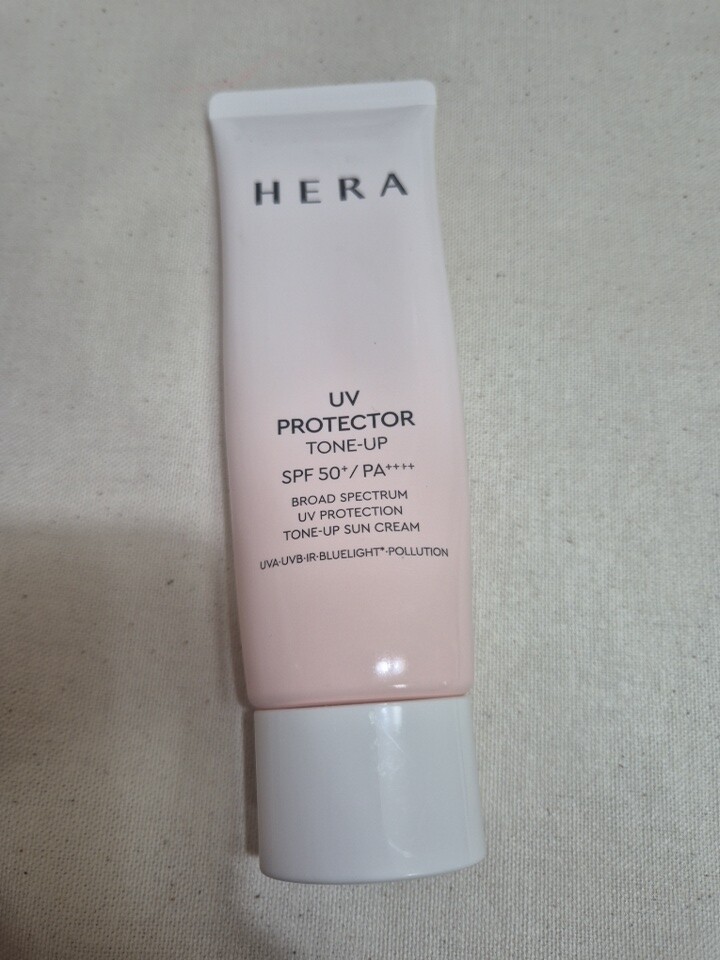 HERA
UV
PROTECTOR
TONE-UP
SPF 50⁺/ PA⁺⁺⁺⁺
BROAD SPECTRUM
UV PROTECTION
TONE-UP SUN CREAM
UVA·UVB·IR·BLUELIGHT*·POLLUTION